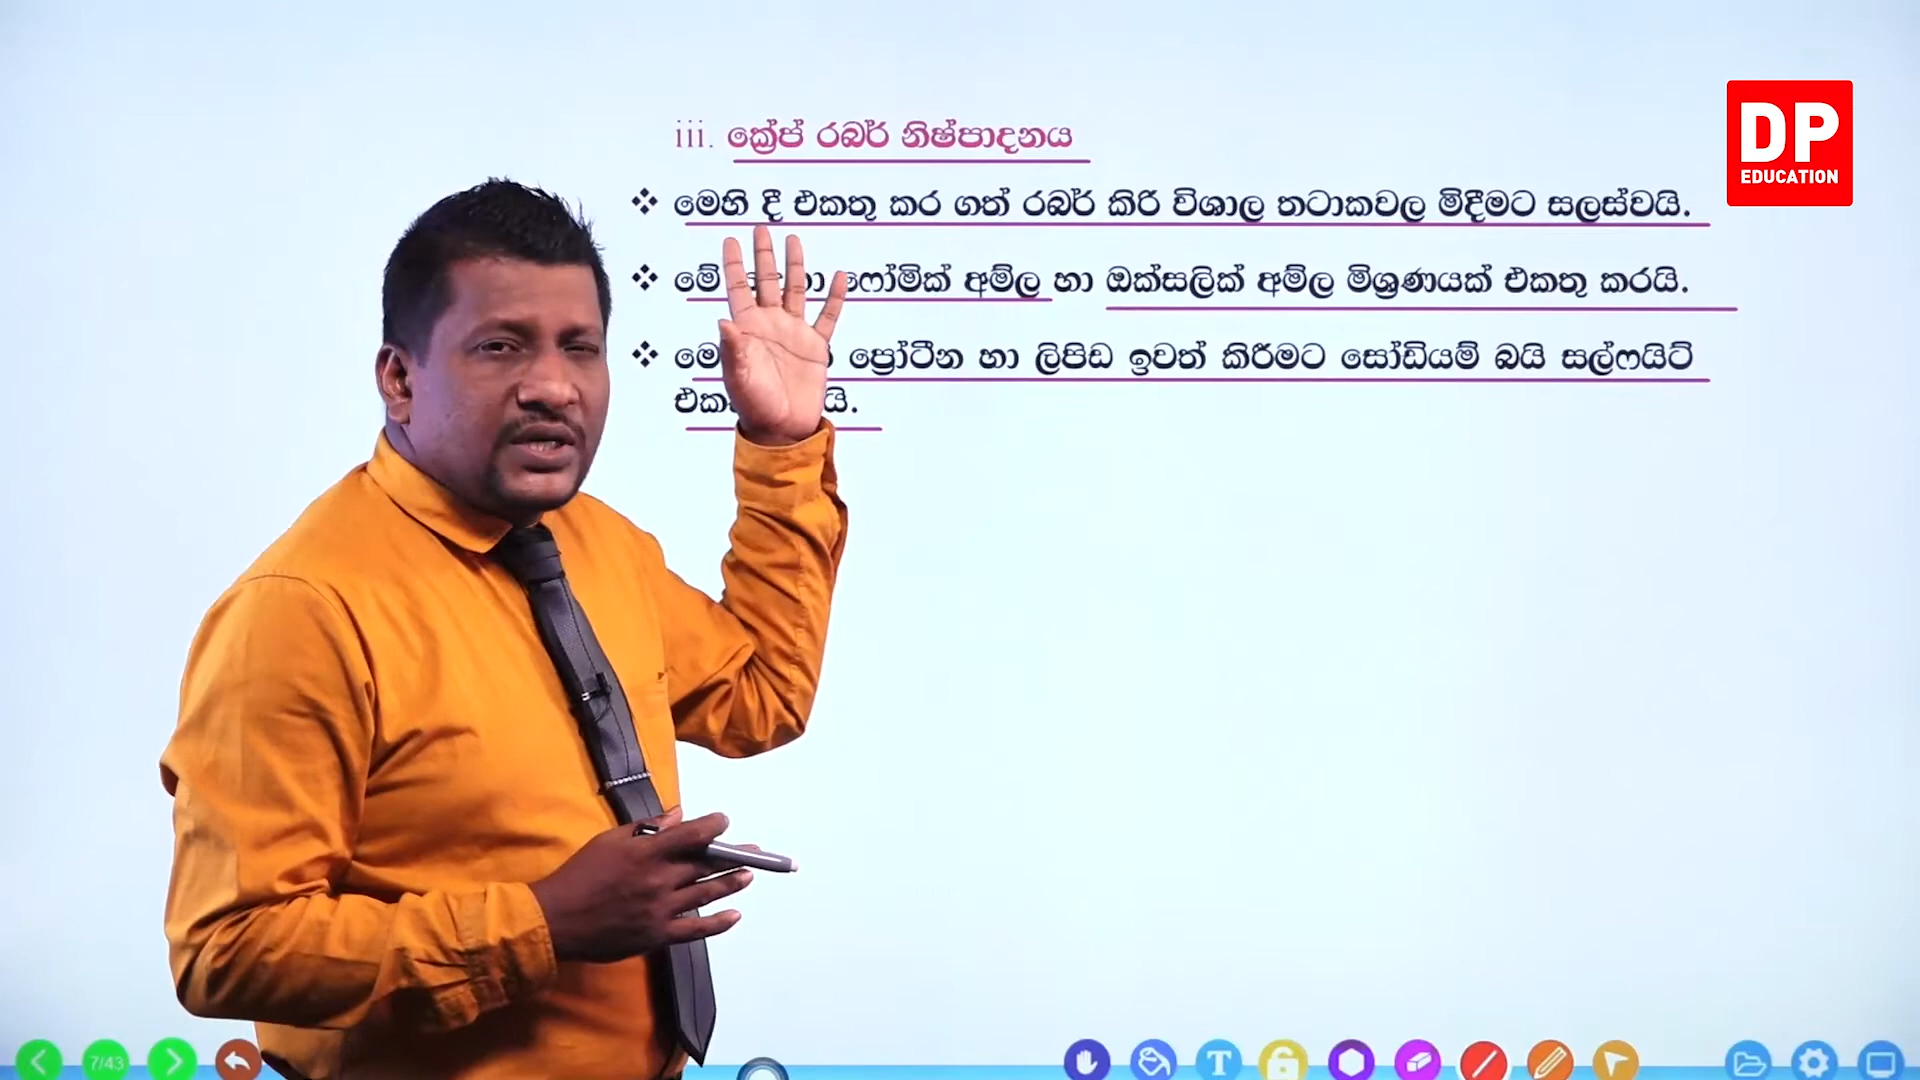 DP
EDUCATION
iii. ක්‍රේප් රබර් නිෂ්පාදනය
❖ මෙහි දී එකතු කර ගත් රබර් කිරි විශාල තටාකවල මිදීමට සලස්වයි.
❖ මේ ෆෝමික් අම්ල හා ඔක්සලික් අම්ල මිශ්‍රණයක් එකතු කරයි.
❖ ප්‍රෝටීන හා ලිපිඩ ඉවත් කිරීමට සෝඩියම් බයි සල්ෆයිට්
7/43
T